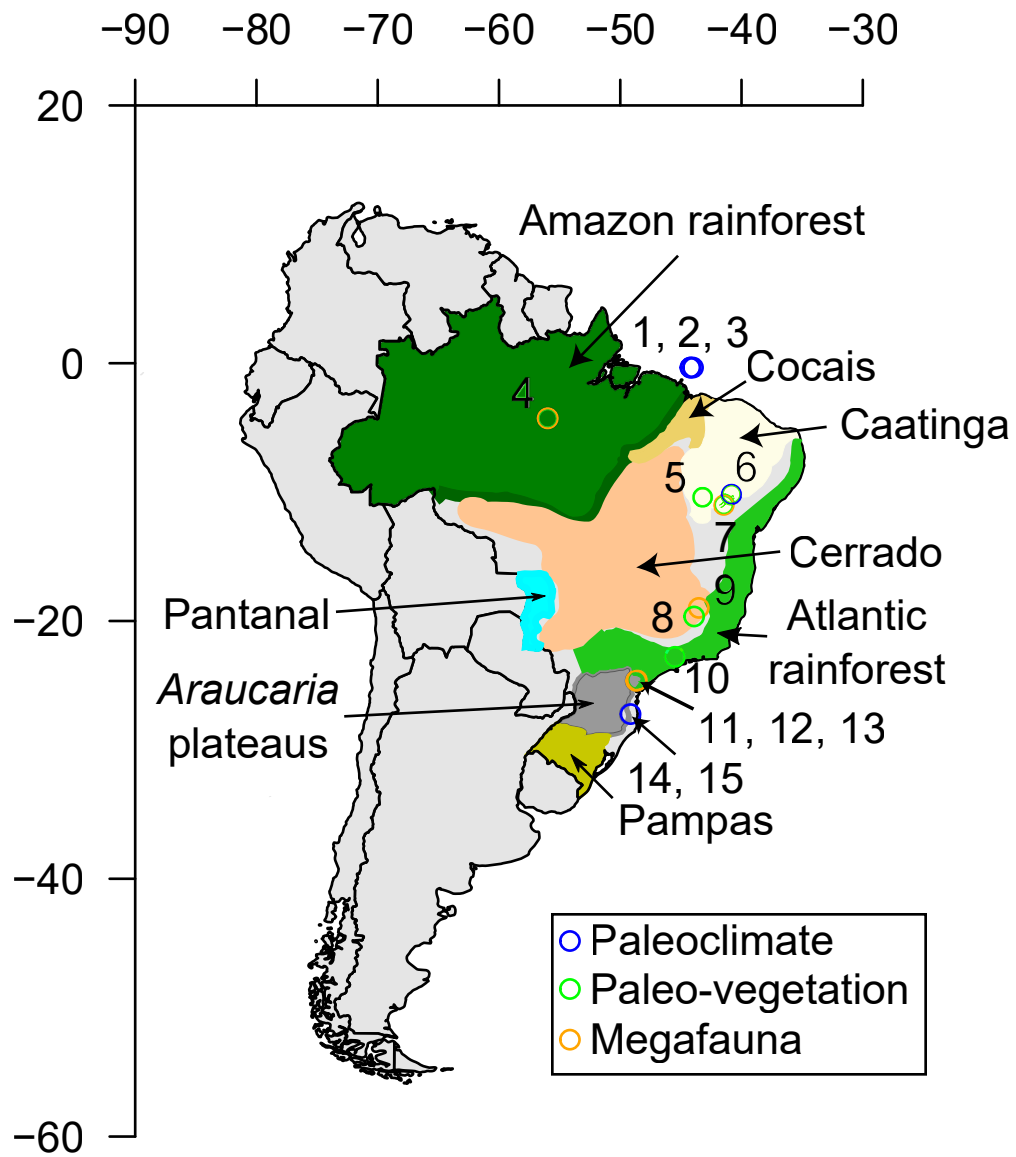 −90 −80 −70 −60 −50 −40 −30
20
0
−20
−40
−60
Amazon rainforest
1, 2, 3
Cocais
4
Caatinga
5
6
7
Cerrado
Pantanal
8
9
Atlantic
rainforest
Araucaria
plateaus
10
11, 12, 13
14, 15
Pampas
Paleoclimate
Paleo-vegetation
Megafauna